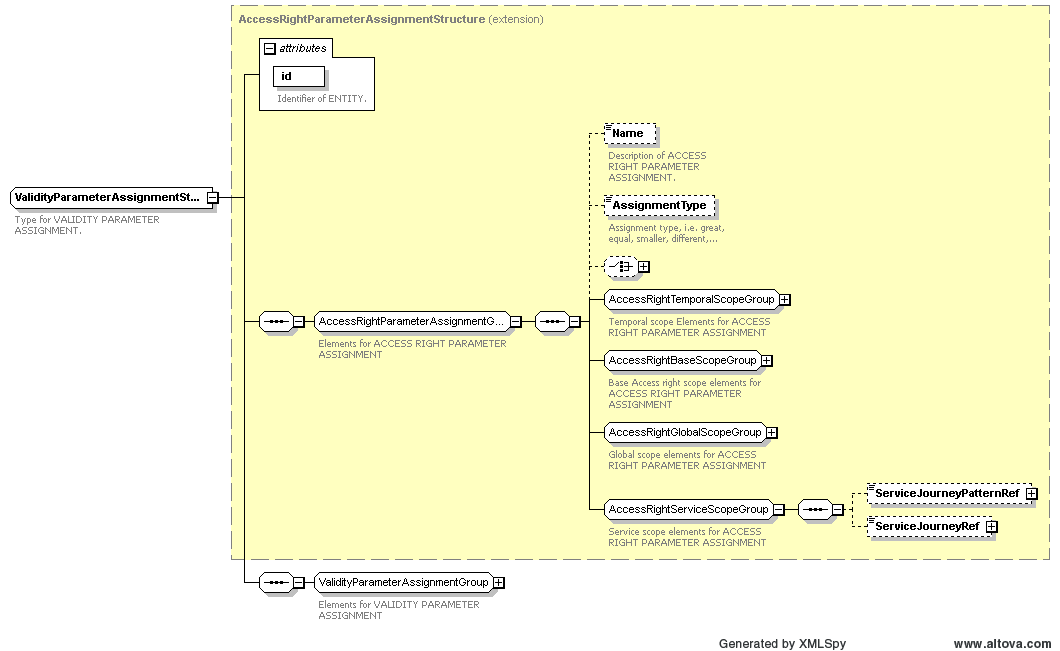 AccessRightParameterAssignmentStructure (extension)
attributes
id
Identifier of ENTITY.
Name
Description of ACCESS
RIGHT PARAMETER
ASSIGNMENT.
ValidityParameterAssignmentSt...
Type for VALIDITY PARAMETER
ASSIGNMENT.
AssignmentType
Assignment type, i.e. great,
equal, smaller, different,...
AccessRightParameterAssignmentG...
Elements for ACCESS RIGHT PARAMETER
ASSIGNMENT
AccessRightTemporalScopeGroup
Temporal scope Elements for ACCESS
RIGHT PARAMETER ASSIGNMENT
AccessRightBaseScopeGroup
Base Access right scope elements for
ACCESS RIGHT PARAMETER
ASSIGNMENT
AccessRightGlobalScopeGroup
Global scope elements for ACCESS
RIGHT PARAMETER ASSIGNMENT
AccessRightServiceScopeGroup
Service scope elements for ACCESS
RIGHT PARAMETER ASSIGNMENT
ServiceJourneyPatternRef
ServiceJourneyRef
ValidityParameterAssignmentGroup
Elements for VALIDITY PARAMETER
ASSIGNMENT
Generated by XMLSpy
www.altova.com